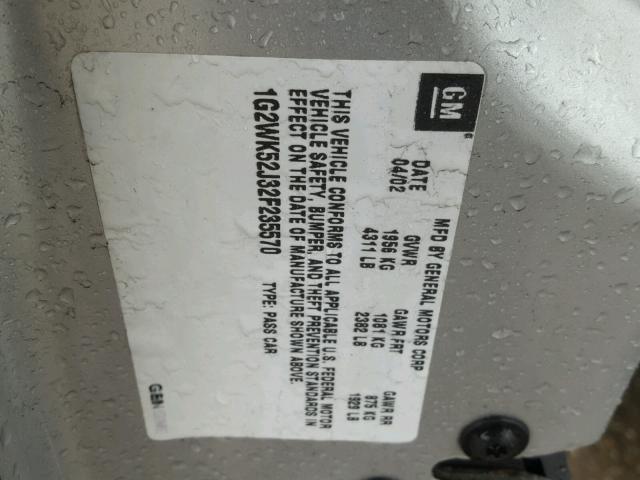 GM
MFD BY GENERAL MOTORS CORP
DATE GVWR GAWR FRT GAWR RR
04/02 1956 KG 1081 KG 875 KG
4311 LB 2382 LB 1929 LB
THIS VEHICLE CONFORMS TO ALL APPLICABLE U.S. FEDERAL MOTOR
VEHICLE SAFETY, BUMPER, AND THEFT PREVENTION STANDARDS IN
EFFECT ON THE DATE OF MANUFACTURE SHOWN ABOVE.
1G2WK52J32F235570 TYPE: PASS CAR